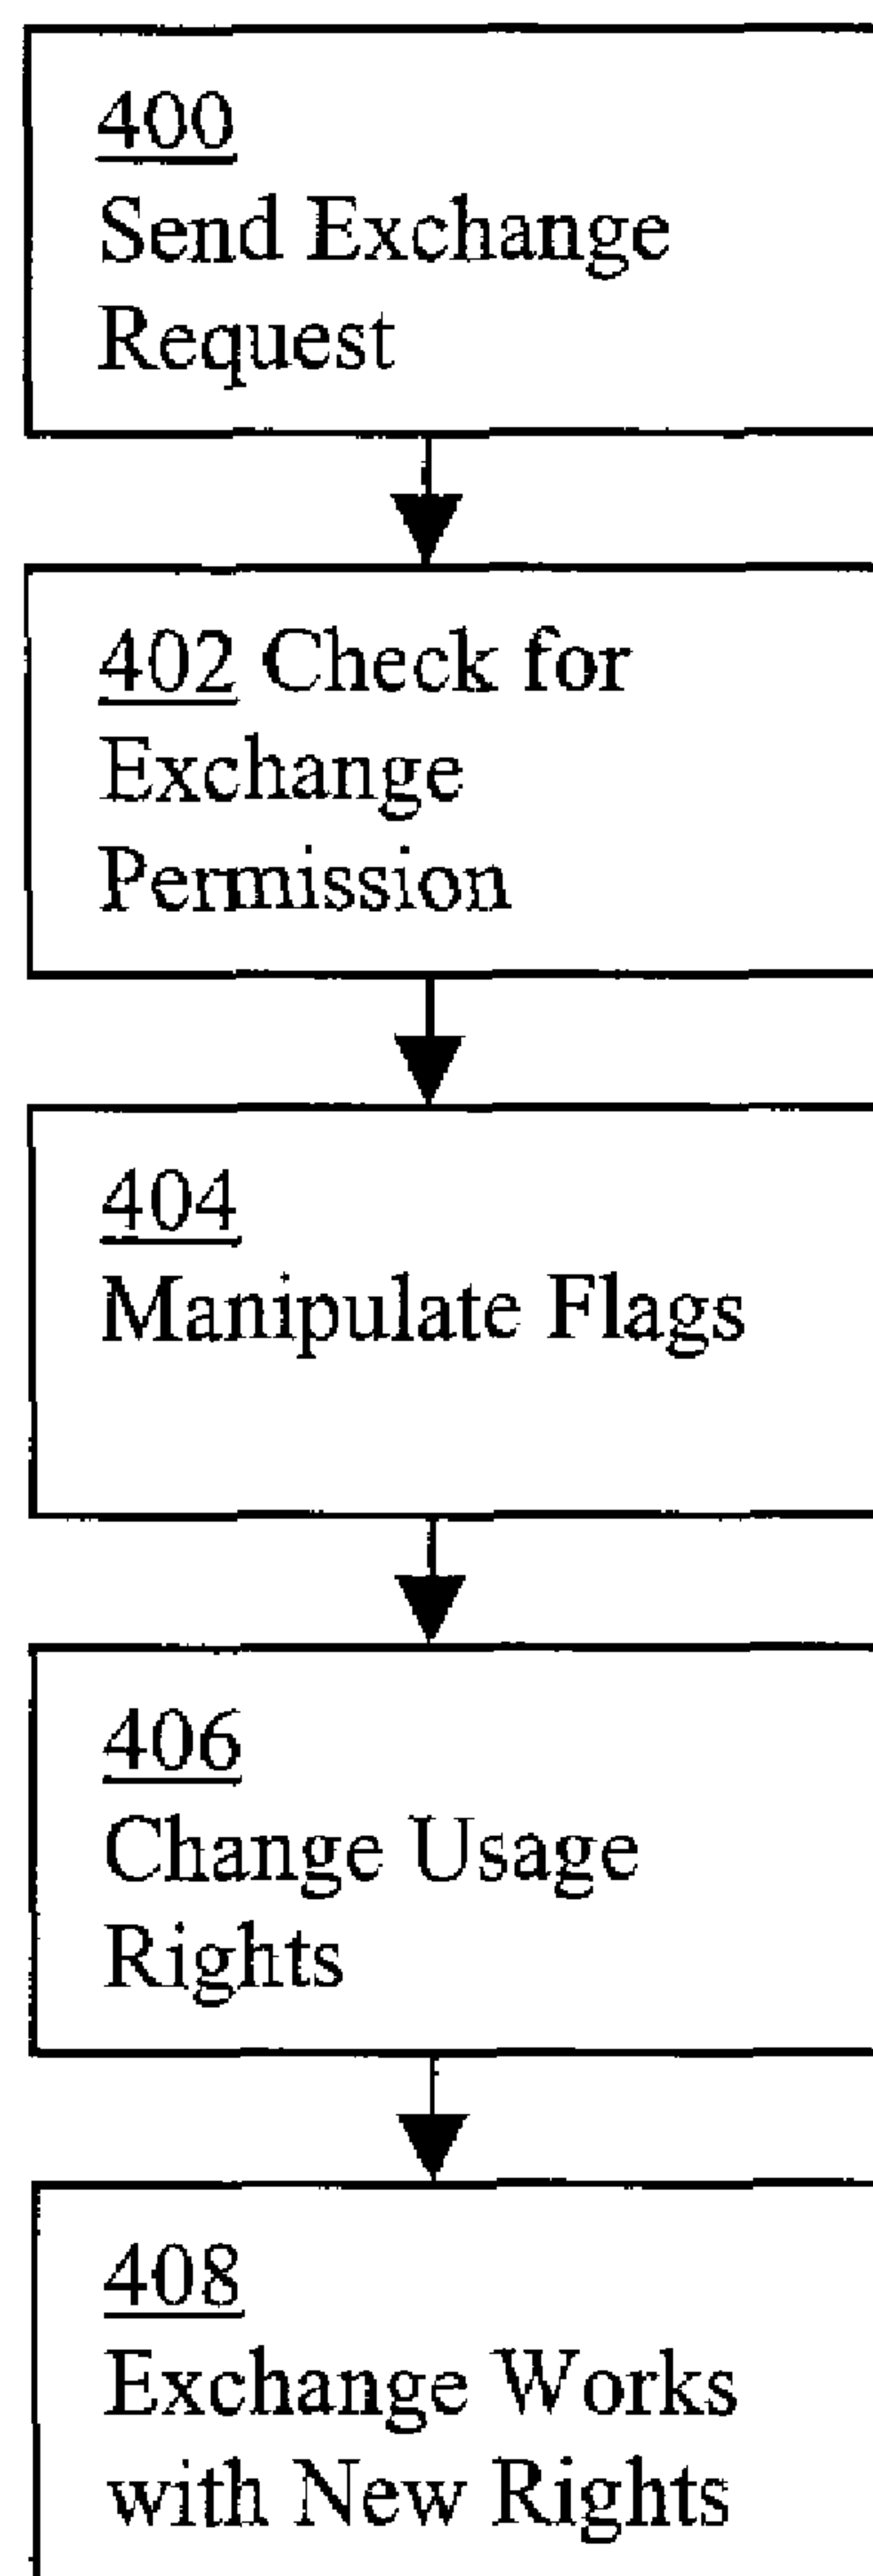 400
Send Exchange
Request
402 Check for
Exchange
Permission
404
Manipulate Flags
406
Change Usage
Rights
408
Exchange Works
with New Rights